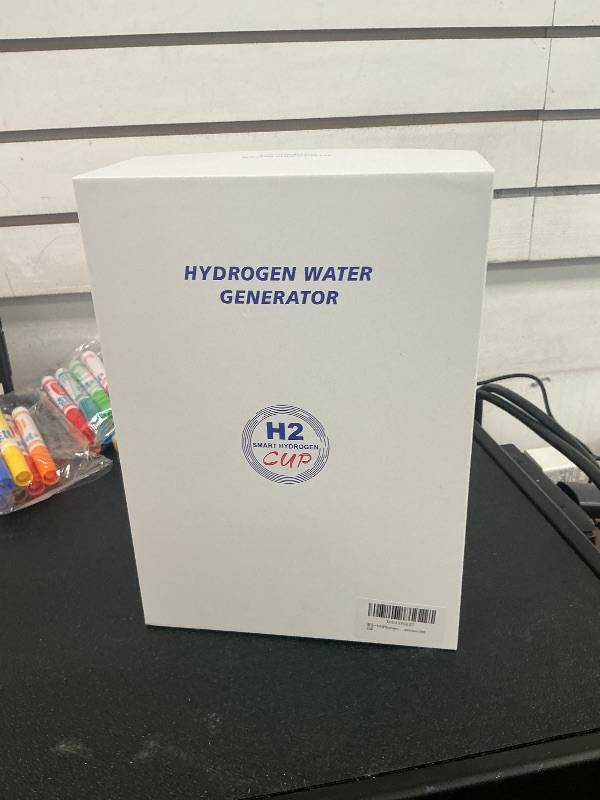 HYDROGEN WATER
GENERATOR
H2
SMART HYDROGEN
CUP